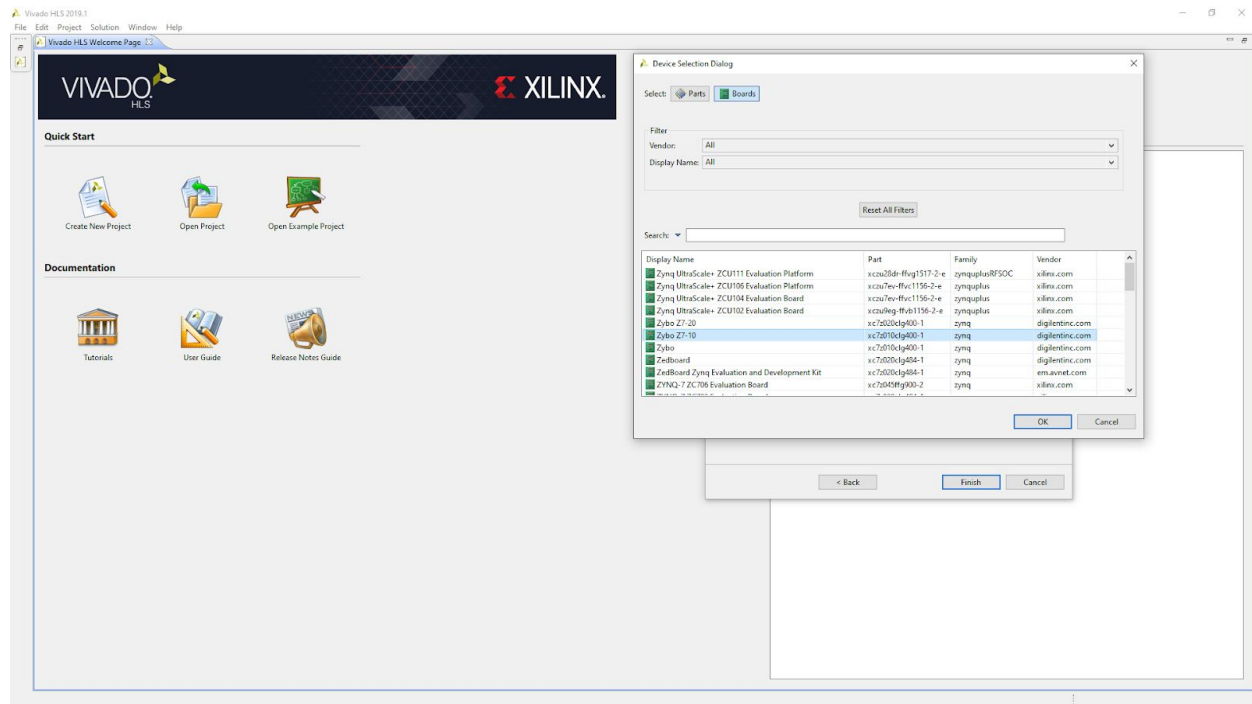 Vivado HLS 2019.1
File Edit Project Solution Window Help
Vivado HLS Welcome Page
VIVADO
HLS
XILINX.
Quick Start
Create New Project Open Project Open Example Project
Documentation
Tutorials User Guide Release Notes Guide
Device Selection Dialog
Select: Parts Boards
Filter
Vendor: All
Display Name: All
Reset All Filters
Search:
Display Name Part Family Vendor
Zynq UltraScale+ ZCU111 Evaluation Platform xczu28dr-ffvg1517-2-e zynquplusRFSOC xilinx.com
Zynq UltraScale+ ZCU106 Evaluation Platform xczu7ev-ffvc1156-2-e zynquplus xilinx.com
Zynq UltraScale+ ZCU104 Evaluation Board xczu7ev-ffvc1156-2-e zynquplus xilinx.com
Zynq UltraScale+ ZCU102 Evaluation Board xczu9eg-ffvb1156-2-e zynquplus xilinx.com
Zybo Z7-20 xc7z020clg400-1 zynq digilentinc.com
Zybo Z7-10 xc7z010clg400-1 zynq digilentinc.com
Zybo xc7z010clg400-1 zynq digilentinc.com
Zedboard xc7z020clg484-1 zynq digilentinc.com
ZedBoard Zynq Evaluation and Development Kit xc7z020clg484-1 zynq em.avnet.com
ZYNQ-7 ZC706 Evaluation Board xc7z045ffg900-2 zynq xilinx.com
OK Cancel
< Back Finish Cancel